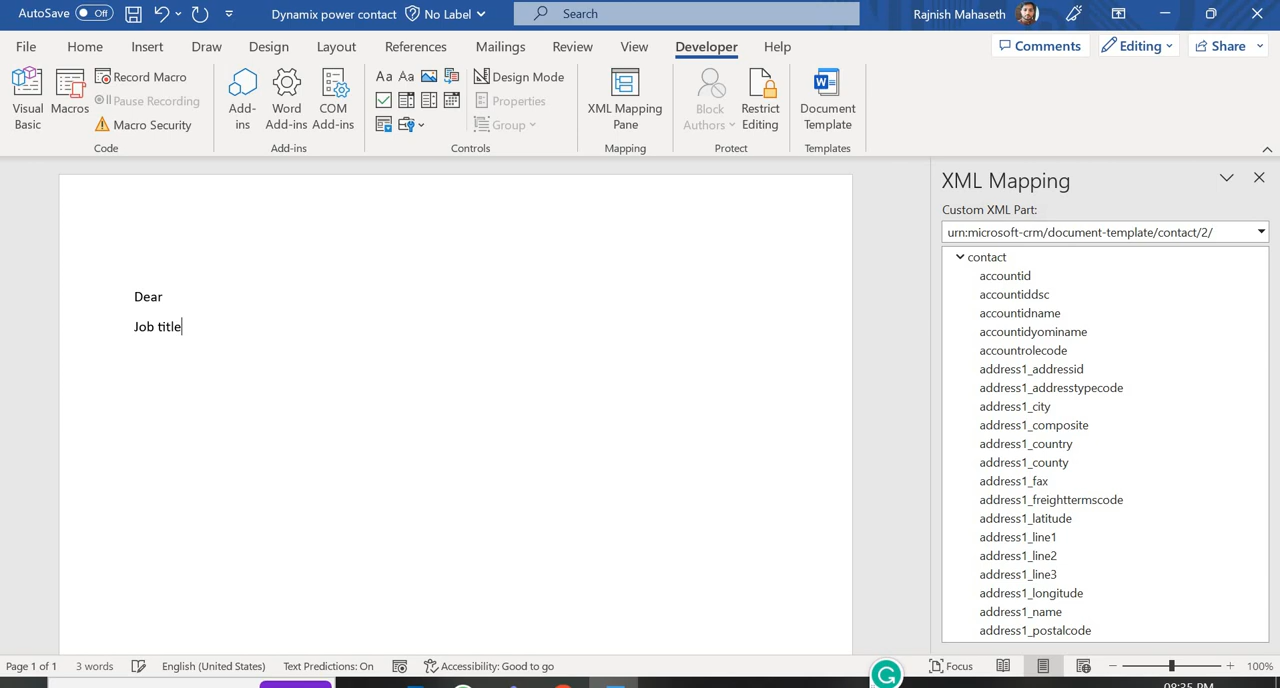 AutoSave Off Dynamix power contact No Label Search Rajnish Mahaseth
File Home Insert Draw Design Layout References Mailings Review View Developer Help Comments Editing Share
Visual Basic
Macros
Record Macro
Pause Recording
Macro Security
Code
Add-ins
Word Add-ins
COM Add-ins
Add-ins
Aa Aa
Design Mode
Properties
Group
Controls
XML Mapping Pane
Mapping
Block Authors
Restrict Editing
Protect
Document Template
Templates
Dear
Job title
XML Mapping
Custom XML Part:
urn:microsoft-crm/document-template/contact/2/
contact
accountid
accountiddsc
accountidname
accountidyominame
accountrolecode
address1_addressid
address1_addresstypecode
address1_city
address1_composite
address1_country
address1_county
address1_fax
address1_freighttermscode
address1_latitude
address1_line1
address1_line2
address1_line3
address1_longitude
address1_name
address1_postalcode
Page 1 of 1 3 words English (United States) Text Predictions: On Accessibility: Good to go Focus 100%
08:35 PM